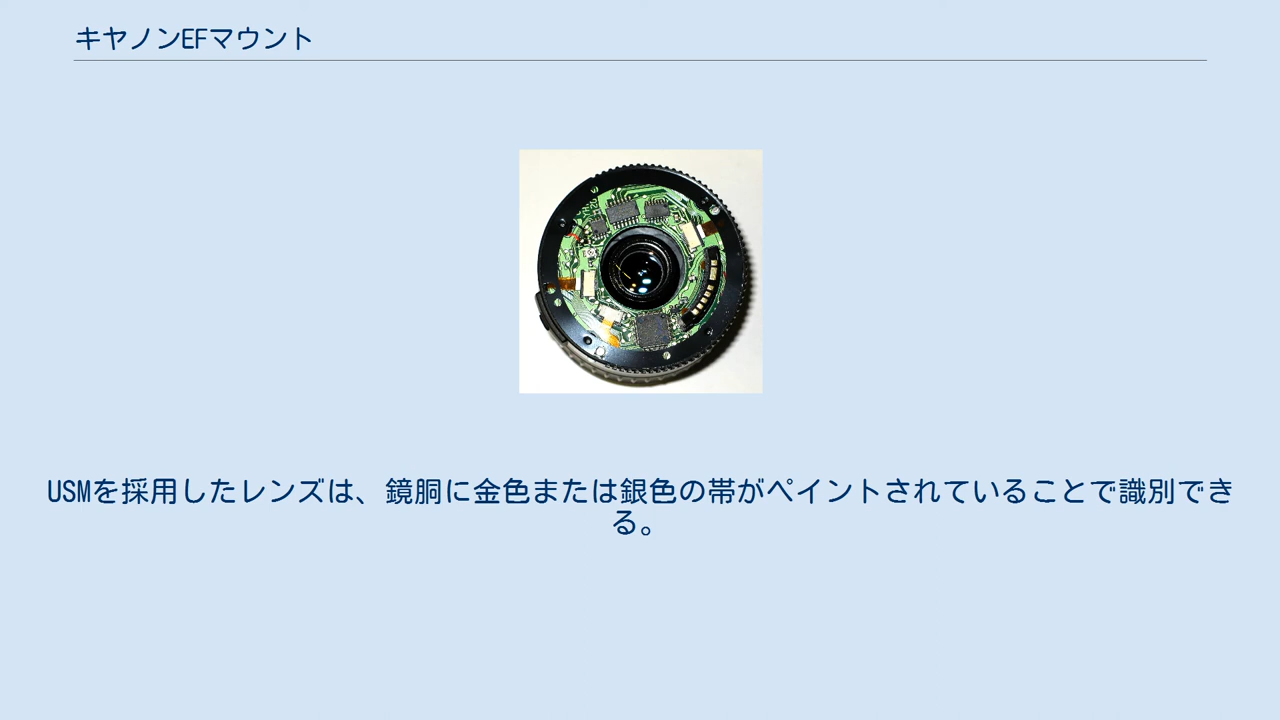 キヤノンEFマウント
USMを採用したレンズは、鏡胴に金色または銀色の帯がペイントされていることで識別でき
る。